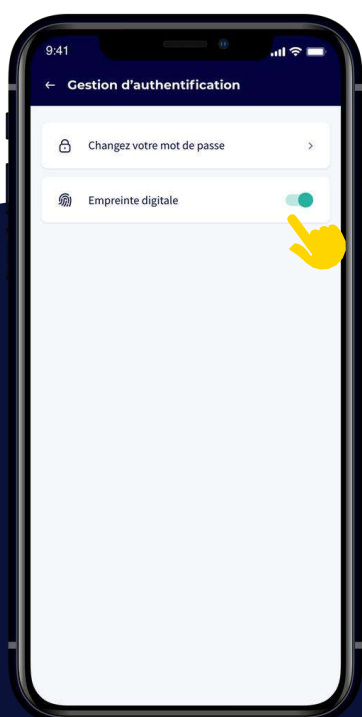 9:41
← Gestion d’authentification
Changez votre mot de passe
Empreinte digitale